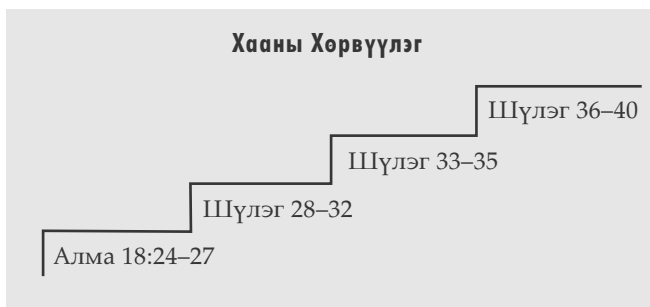 Хааны Хөрвүүлэг
Шүлэг 36–40
Шүлэг 33–35
Шүлэг 28–32
Алма 18:24–27